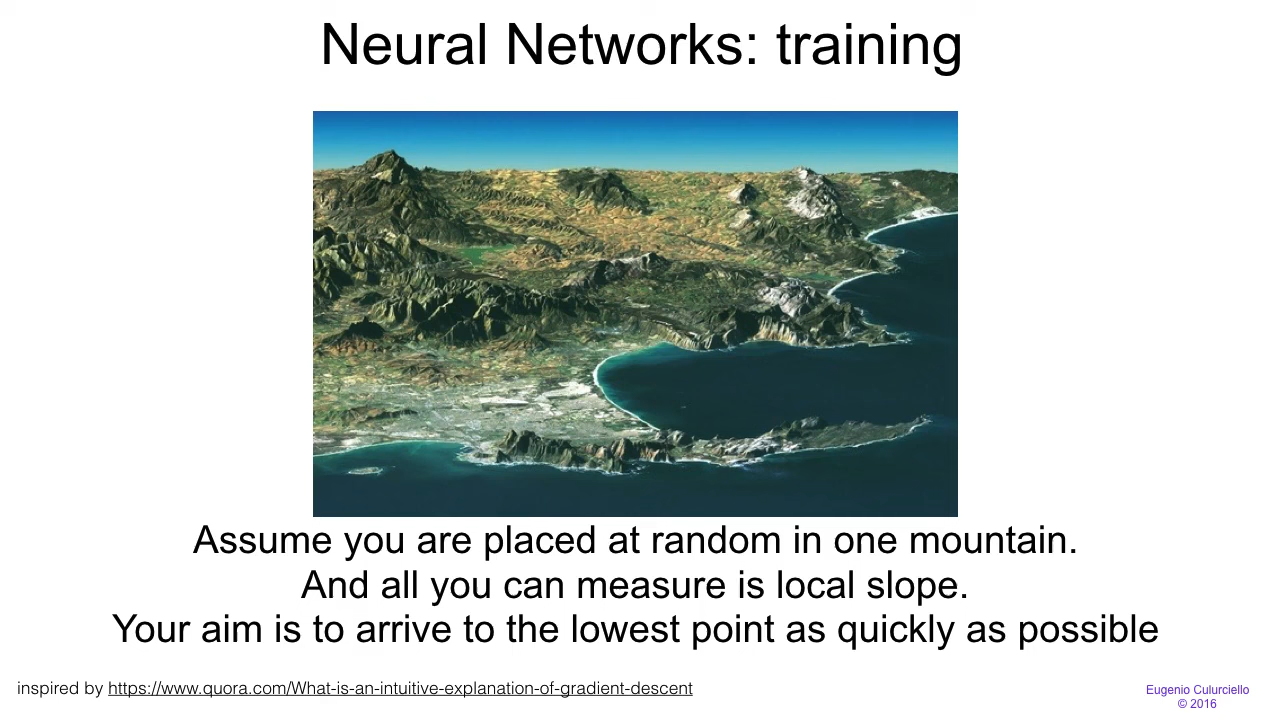 Neural Networks: training
Assume you are placed at random in one mountain.
And all you can measure is local slope.
Your aim is to arrive to the lowest point as quickly as possible
inspired by https://www.quora.com/What-is-an-intuitive-explanation-of-gradient-descent
Eugenio Culurciello
© 2016